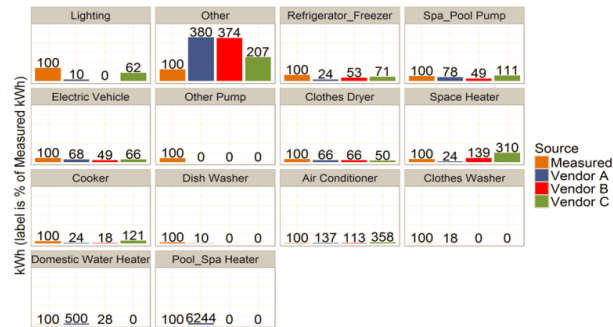 Lighting
Other
Refrigerator_Freezer
Spa_Pool Pump
100 10 0 62
100 380 374 207
100 24 53 71
100 78 49 111
Electric Vehicle
Other Pump
Clothes Dryer
Space Heater
100 68 49 66
100 0 0 0
100 66 66 50
100 24 139 310
Cooker
Dish Washer
Air Conditioner
Clothes Washer
100 24 18 121
100 10 0 0
100 137 113 358
100 18 0 0
Domestic Water Heater
Pool_Spa Heater
100 500 28 0
100 6244 0 0
kWh (label is % of Measured kWh)
Source
Measured
Vendor A
Vendor B
Vendor C